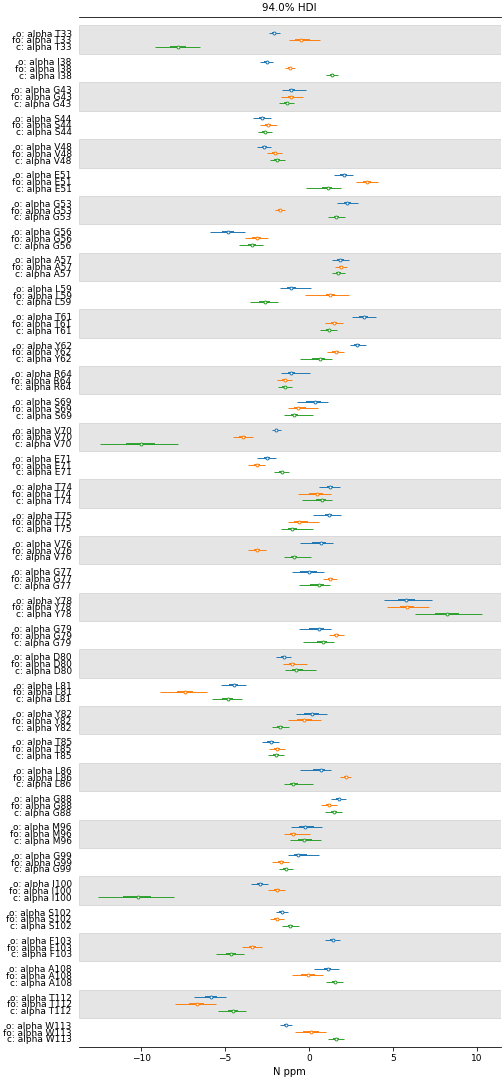 94.0% HDI
o: alpha T33
fo: alpha T33
c: alpha T33
o: alpha I38
fo: alpha I38
c: alpha I38
o: alpha G43
fo: alpha G43
c: alpha G43
o: alpha S44
fo: alpha S44
c: alpha S44
o: alpha V48
fo: alpha V48
c: alpha V48
o: alpha E51
fo: alpha E51
c: alpha E51
o: alpha G53
fo: alpha G53
c: alpha G53
o: alpha G56
fo: alpha G56
c: alpha G56
o: alpha A57
fo: alpha A57
c: alpha A57
o: alpha L59
fo: alpha L59
c: alpha L59
o: alpha T61
fo: alpha T61
c: alpha T61
o: alpha Y62
fo: alpha Y62
c: alpha Y62
o: alpha R64
fo: alpha R64
c: alpha R64
o: alpha S69
fo: alpha S69
c: alpha S69
o: alpha V70
fo: alpha V70
c: alpha V70
o: alpha E71
fo: alpha E71
c: alpha E71
o: alpha T74
fo: alpha T74
c: alpha T74
o: alpha T75
fo: alpha T75
c: alpha T75
o: alpha V76
fo: alpha V76
c: alpha V76
o: alpha G77
fo: alpha G77
c: alpha G77
o: alpha Y78
fo: alpha Y78
c: alpha Y78
o: alpha G79
fo: alpha G79
c: alpha G79
o: alpha D80
fo: alpha D80
c: alpha D80
o: alpha L81
fo: alpha L81
c: alpha L81
o: alpha Y82
fo: alpha Y82
c: alpha Y82
o: alpha T85
fo: alpha T85
c: alpha T85
o: alpha L86
fo: alpha L86
c: alpha L86
o: alpha G88
fo: alpha G88
c: alpha G88
o: alpha M96
fo: alpha M96
c: alpha M96
o: alpha G99
fo: alpha G99
c: alpha G99
o: alpha I100
fo: alpha I100
c: alpha I100
o: alpha S102
fo: alpha S102
c: alpha S102
o: alpha F103
fo: alpha F103
c: alpha F103
o: alpha A108
fo: alpha A108
c: alpha A108
o: alpha T112
fo: alpha T112
c: alpha T112
o: alpha W113
fo: alpha W113
c: alpha W113
−10 −5 0 5 10
N ppm